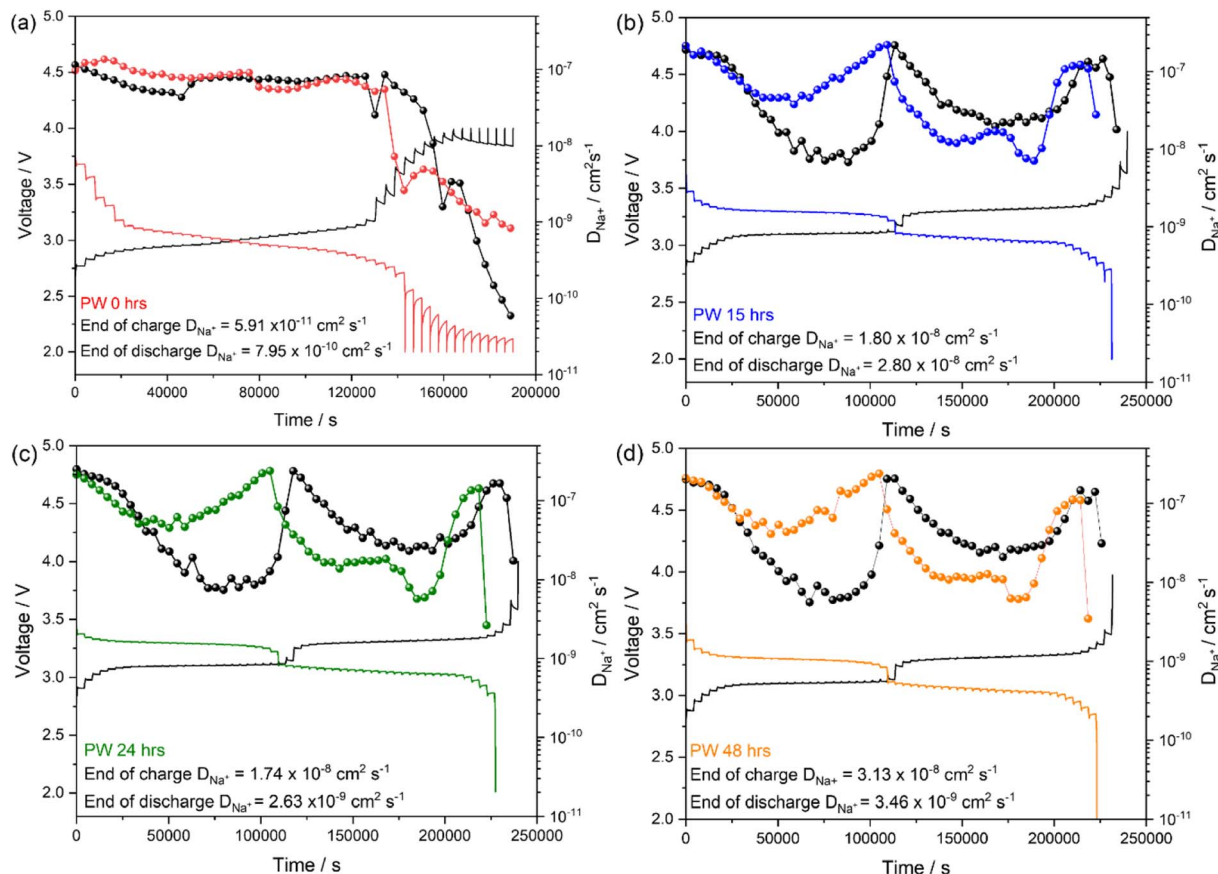 (a)
5.0
4.5
4.0
3.5
3.0
2.5
2.0
Voltage / V
10⁻⁷
10⁻⁸
10⁻⁹
10⁻¹⁰
10⁻¹¹
D_Na+ / cm² s⁻¹
PW 0 hrs
End of charge D_Na⁺ = 5.91 x10⁻¹¹ cm² s⁻¹
End of discharge D_Na⁺ = 7.95 x 10⁻¹⁰ cm² s⁻¹
0 40000 80000 120000 160000 200000
Time / s
(b)
5.0
4.5
4.0
3.5
3.0
2.5
2.0
Voltage / V
10⁻⁷
10⁻⁸
10⁻⁹
10⁻¹⁰
10⁻¹¹
D_Na+ / cm² s⁻¹
PW 15 hrs
End of charge D_Na⁺ = 1.80 x 10⁻⁸ cm² s⁻¹
End of discharge D_Na⁺ = 2.80 x 10⁻⁸ cm² s⁻¹
0 50000 100000 150000 200000 250000
Time / s
(c)
5.0
4.5
4.0
3.5
3.0
2.5
2.0
Voltage / V
10⁻⁷
10⁻⁸
10⁻⁹
10⁻¹⁰
10⁻¹¹
D_Na⁺ / cm² s⁻¹
PW 24 hrs
End of charge D_Na⁺ = 1.74 x 10⁻⁸ cm² s⁻¹
End of discharge D_Na⁺ = 2.63 x10⁻⁹ cm² s⁻¹
0 50000 100000 150000 200000 250000
Time / s
(d)
5.0
4.5
4.0
3.5
3.0
2.5
2.0
Voltage / V
10⁻⁷
10⁻⁸
10⁻⁹
10⁻¹⁰
10⁻¹¹
D_Na⁺ / cm² s⁻¹
PW 48 hrs
End of charge D_Na+ = 3.13 x 10⁻⁸ cm² s⁻¹
End of discharge D_Na⁺ = 3.46 x 10⁻⁹ cm² s⁻¹
0 50000 100000 150000 200000 250000
Time / s